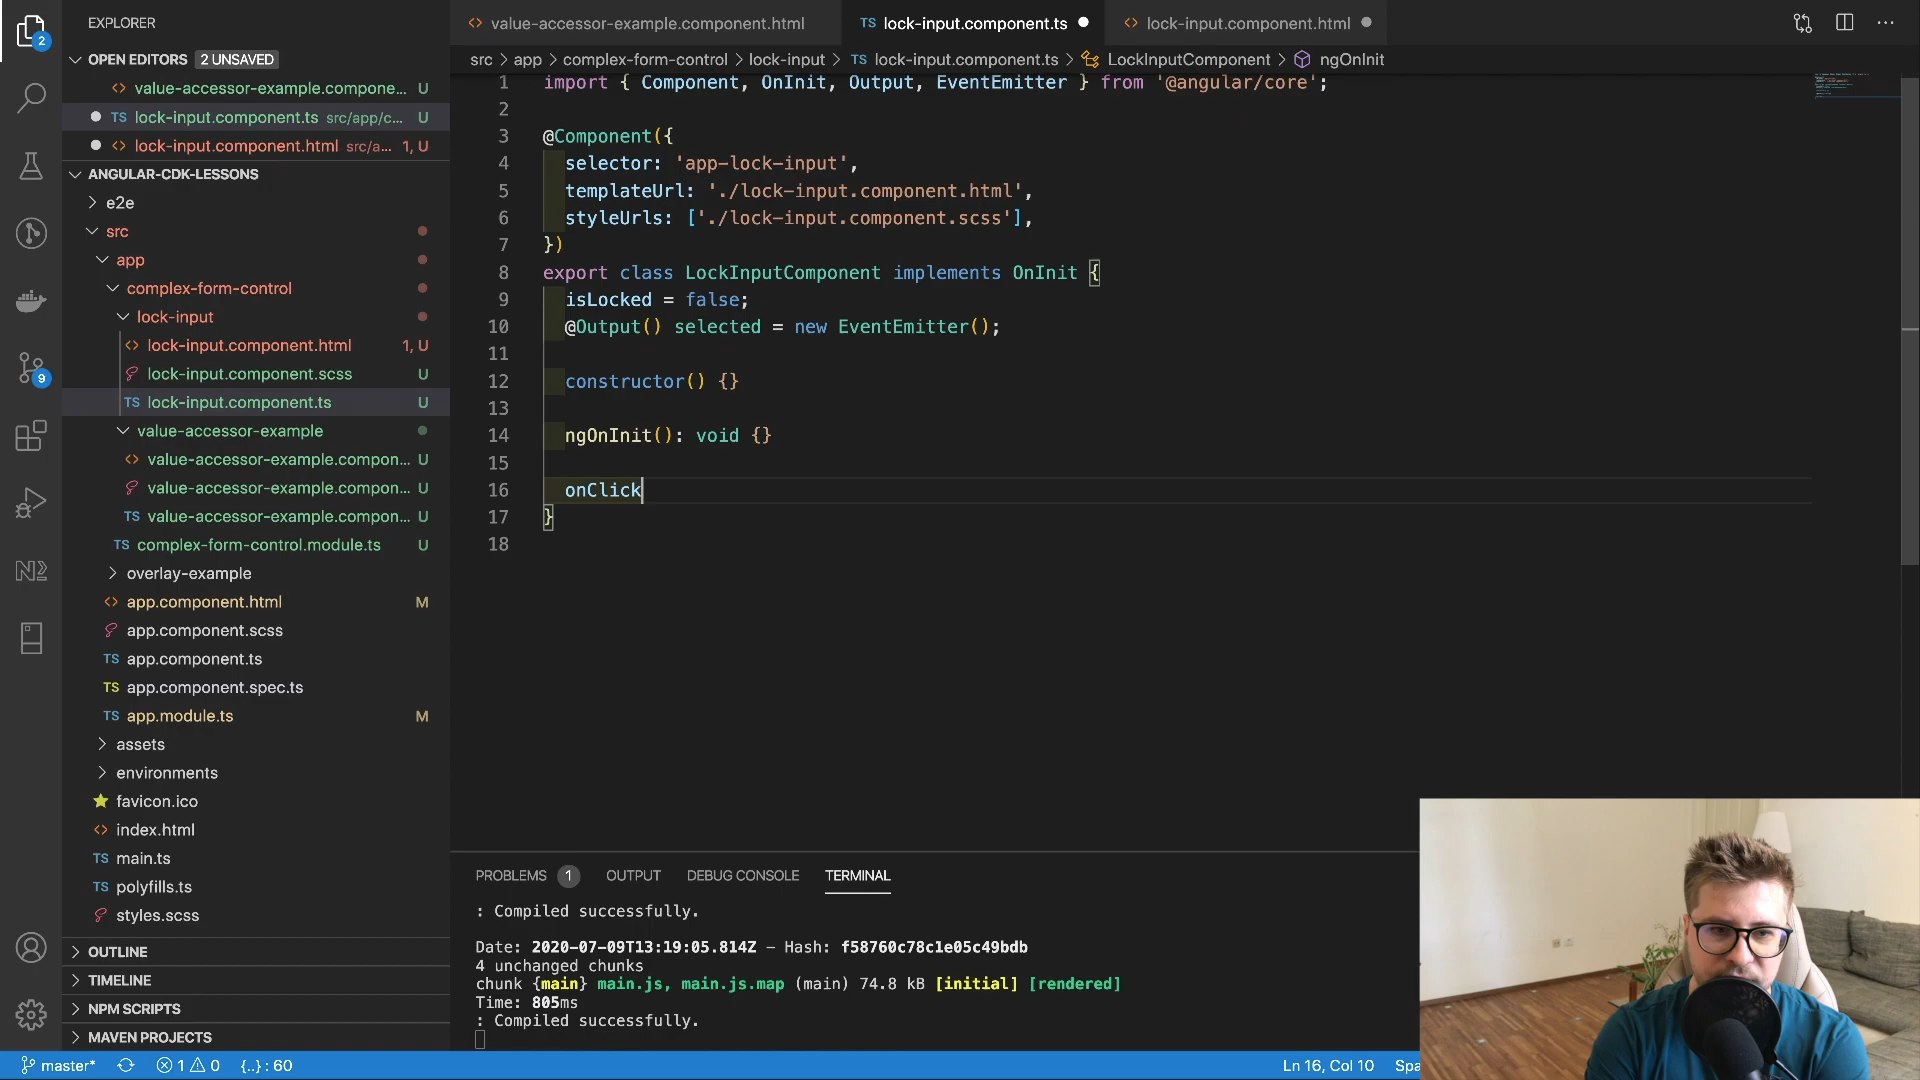 EXPLORER
OPEN EDITORS 2 UNSAVED
value-accessor-example.compone... U
TS lock-input.component.ts src/app/c... U
lock-input.component.html src/a... 1, U
ANGULAR-CDK-LESSONS
e2e
src
app
complex-form-control
lock-input
lock-input.component.html 1, U
lock-input.component.scss U
TS lock-input.component.ts U
value-accessor-example
value-accessor-example.compon... U
value-accessor-example.compon... U
TS value-accessor-example.compon... U
TS complex-form-control.module.ts U
overlay-example
app.component.html M
app.component.scss
TS app.component.ts
TS app.component.spec.ts
TS app.module.ts M
assets
environments
favicon.ico
index.html
TS main.ts
TS polyfills.ts
styles.scss
OUTLINE
TIMELINE
NPM SCRIPTS
MAVEN PROJECTS
2
9
value-accessor-example.component.html TS lock-input.component.ts lock-input.component.html
src > app > complex-form-control > lock-input > TS lock-input.component.ts > LockInputComponent > ngOnInit
1 import { Component, OnInit, Output, EventEmitter } from '@angular/core';
2
3 @Component({
4 selector: 'app-lock-input',
5 templateUrl: './lock-input.component.html',
6 styleUrls: ['./lock-input.component.scss'],
7 })
8 export class LockInputComponent implements OnInit {
9 isLocked = false;
10 @Output() selected = new EventEmitter();
11
12 constructor() {}
13
14 ngOnInit(): void {}
15
16 onClick
17 }
18
PROBLEMS 1 OUTPUT DEBUG CONSOLE TERMINAL
: Compiled successfully.
Date: 2020-07-09T13:19:05.814Z – Hash: f58760c78c1e05c49bdb
4 unchanged chunks
chunk {main} main.js, main.js.map (main) 74.8 kB [initial] [rendered]
Time: 805ms
: Compiled successfully.
master* 1 0 {..} : 60 Ln 16, Col 10 Spa